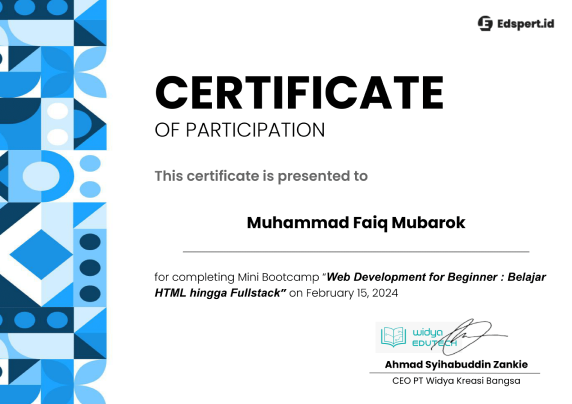 Edspert.id
CERTIFICATE
OF PARTICIPATION
This certificate is presented to
Muhammad Faiq Mubarok
for completing Mini Bootcamp “Web Development for Beginner : Belajar
HTML hingga Fullstack” on February 15, 2024
widya
EDUTECH
Ahmad Syihabuddin Zankie
CEO PT Widya Kreasi Bangsa